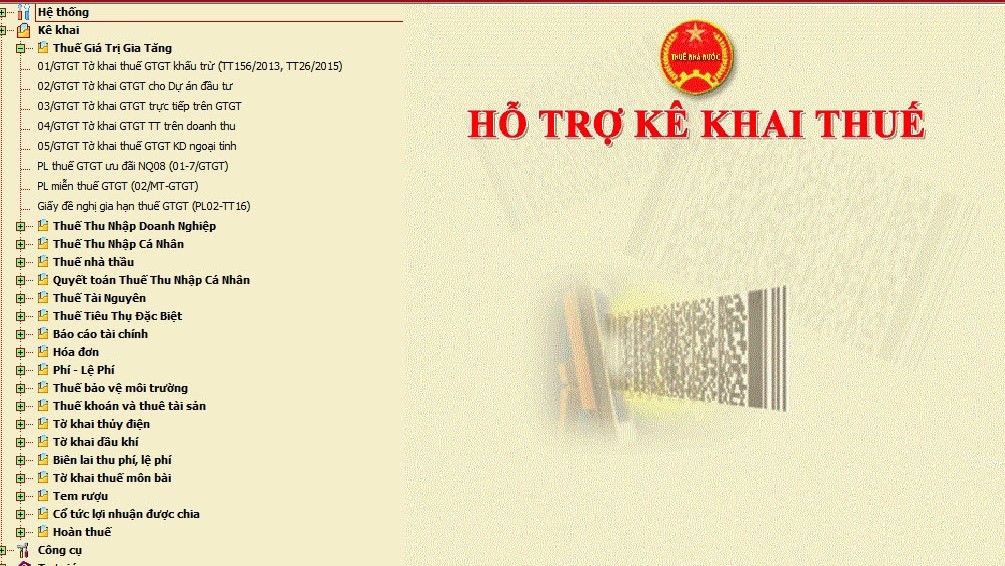 Hệ thống
Kê khai
Thuế Giá Trị Gia Tăng
01/GTGT Tờ khai thuế GTGT khấu trừ (TT156/2013, TT26/2015)
02/GTGT Tờ khai GTGT cho Dự án đầu tư
03/GTGT Tờ khai GTGT trực tiếp trên GTGT
04/GTGT Tờ khai GTGT TT trên doanh thu
05/GTGT Tờ khai thuế GTGT KD ngoại tỉnh
PL thuế GTGT ưu đãi NQ08 (01-7/GTGT)
PL miễn thuế GTGT (02/MT-GTGT)
Giấy đề nghị gia hạn thuế GTGT (PL02-TT16)
Thuế Thu Nhập Doanh Nghiệp
Thuế Thu Nhập Cá Nhân
Thuế nhà thầu
Quyết toán Thuế Thu Nhập Cá Nhân
Thuế Tài Nguyên
Thuế Tiêu Thụ Đặc Biệt
Báo cáo tài chính
Hóa đơn
Phí - Lệ Phí
Thuế bảo vệ môi trường
Thuế khoán và thuê tài sản
Tờ khai thủy điện
Tờ khai dầu khí
Biên lai thu phí, lệ phí
Tờ khai thuế môn bài
Tem rượu
Cổ tức lợi nhuận được chia
Hoàn thuế
Công cụ
THUẾ NHÀ NƯỚC
HỖ TRỢ KÊ KHAI THUẾ